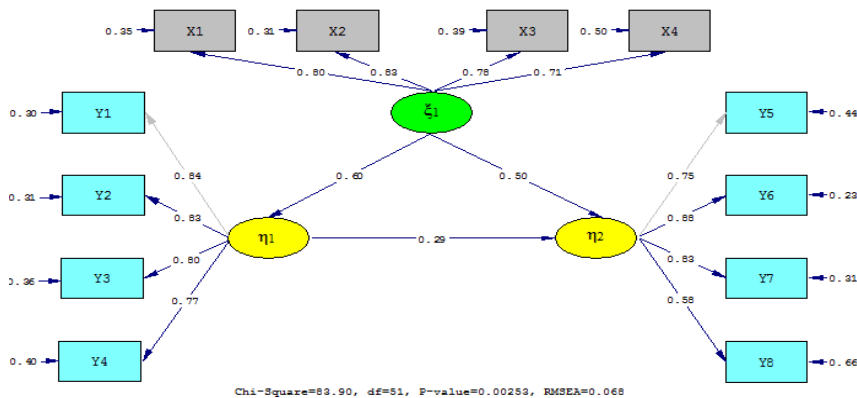 0.35 X1 0.31 X2 0.39 X3 0.50 X4
0.80 0.83 0.78 0.71
0.30 Y1 ξ1 Y5 0.44
0.84 0.60 0.50 0.75
0.31 Y2 Y6 0.23
0.83 0.88
η1 0.29 η2
0.80 0.83
0.36 Y3 Y7 0.31
0.77 0.58
0.40 Y4 Y8 0.66
Chi-Square=83.90, df=51, P-value=0.00253, RMSEA=0.068